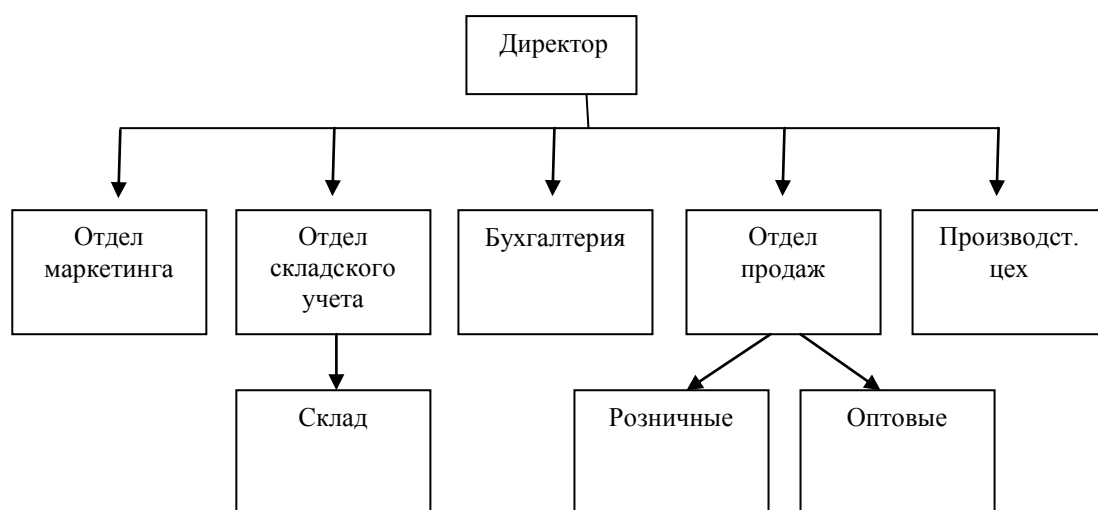 Директор
Отдел
маркетинга
Отдел
складского
учета
Бухгалтерия
Отдел
продаж
Производст.
цех
Склад
Розничные
Оптовые